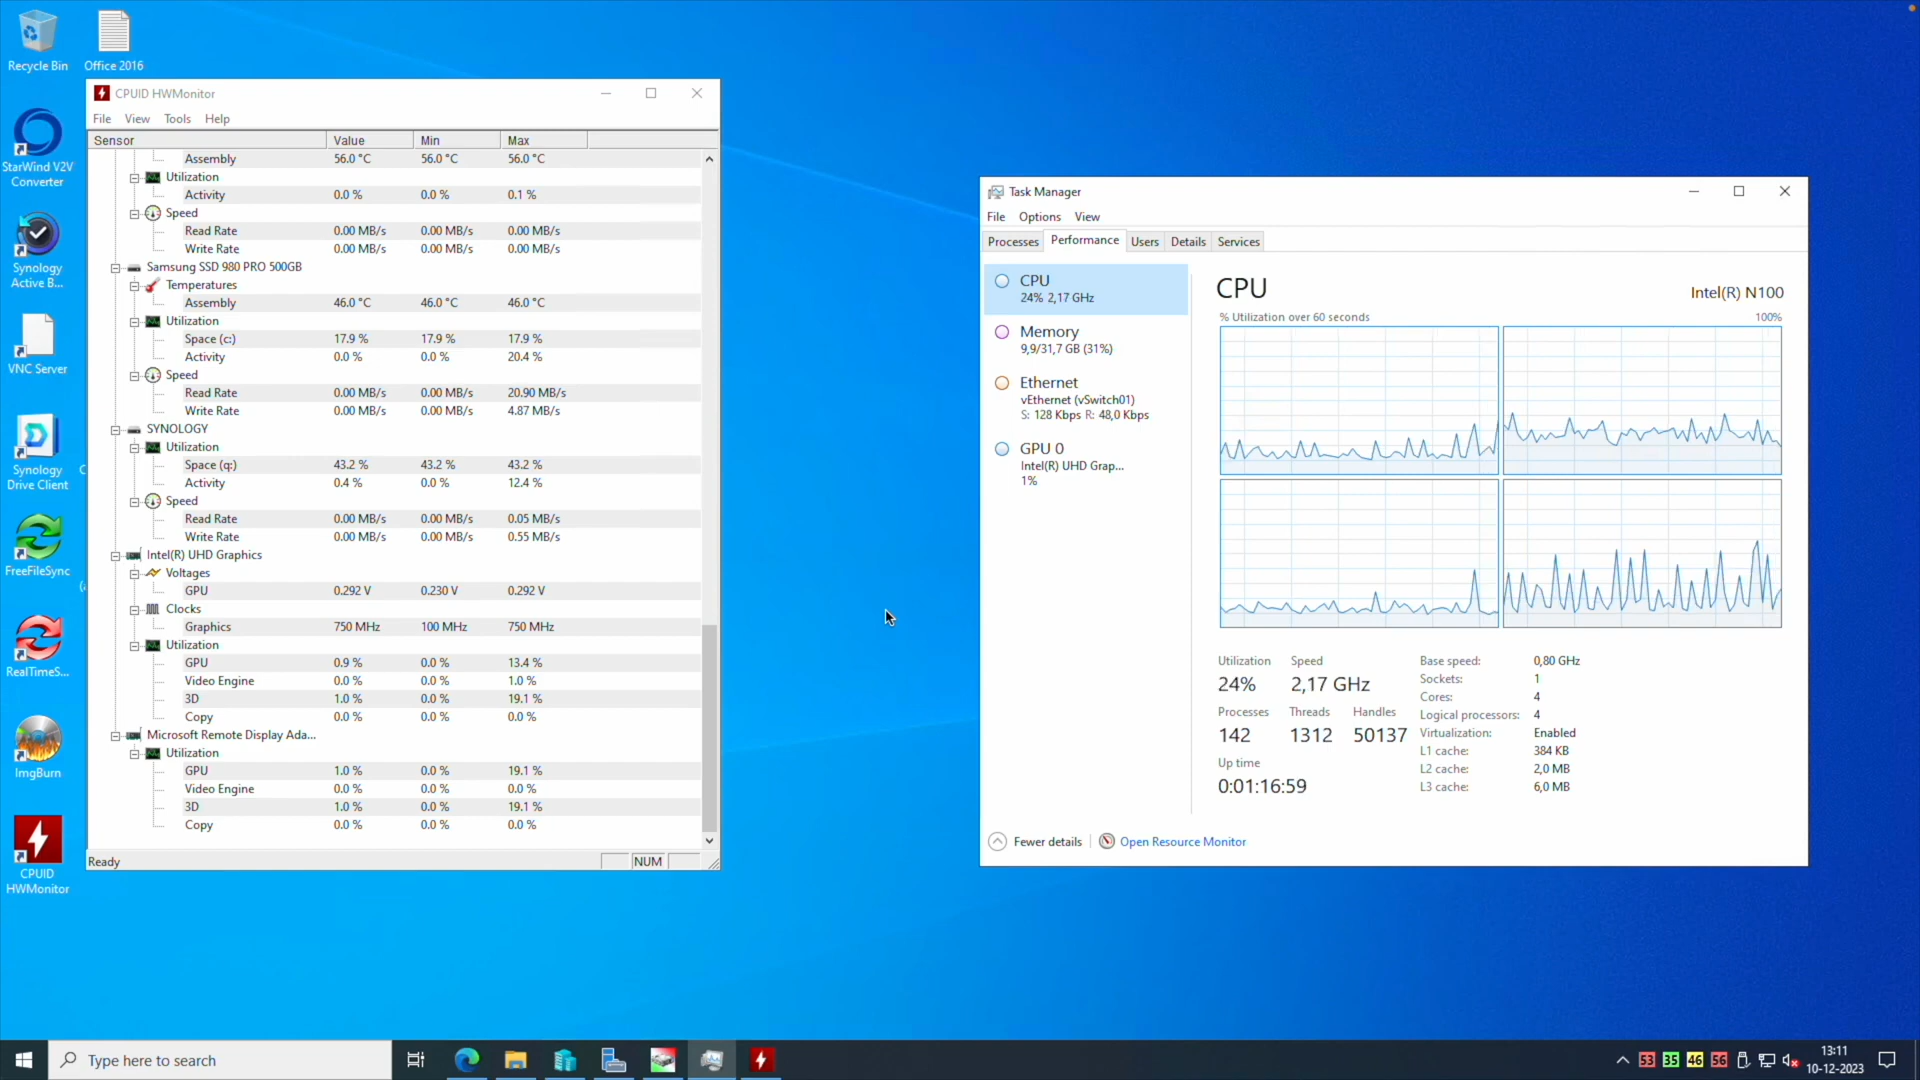 Recycle Bin
Office 2016
StarWind V2V
Converter
Synology
Active B...
VNC Server
Synology
Drive Client
FreeFileSync
RealTimeS...
ImgBurn
CPUID
HWMonitor
CPUID HWMonitor
File View Tools Help
Sensor Value Min Max
Assembly 56.0 °C 56.0 °C 56.0 °C
Utilization
Activity 0.0 % 0.0 % 0.1 %
Speed
Read Rate 0.00 MB/s 0.00 MB/s 0.00 MB/s
Write Rate 0.00 MB/s 0.00 MB/s 0.00 MB/s
Samsung SSD 980 PRO 500GB
Temperatures
Assembly 46.0 °C 46.0 °C 46.0 °C
Utilization
Space (c:) 17.9 % 17.9 % 17.9 %
Activity 0.0 % 0.0 % 20.4 %
Speed
Read Rate 0.00 MB/s 0.00 MB/s 20.90 MB/s
Write Rate 0.00 MB/s 0.00 MB/s 4.87 MB/s
SYNOLOGY
Utilization
Space (q:) 43.2 % 43.2 % 43.2 %
Activity 0.4 % 0.0 % 12.4 %
Speed
Read Rate 0.00 MB/s 0.00 MB/s 0.05 MB/s
Write Rate 0.00 MB/s 0.00 MB/s 0.55 MB/s
Intel(R) UHD Graphics
Voltages
GPU 0.292 V 0.230 V 0.292 V
Clocks
Graphics 750 MHz 100 MHz 750 MHz
Utilization
GPU 0.9 % 0.0 % 13.4 %
Video Engine 0.0 % 0.0 % 1.0 %
3D 1.0 % 0.0 % 19.1 %
Copy 0.0 % 0.0 % 0.0 %
Microsoft Remote Display Ada...
Utilization
GPU 1.0 % 0.0 % 19.1 %
Video Engine 0.0 % 0.0 % 0.0 %
3D 1.0 % 0.0 % 19.1 %
Copy 0.0 % 0.0 % 0.0 %
Ready NUM
Task Manager
File Options View
Processes Performance Users Details Services
CPU
24% 2,17 GHz
Memory
9,9/31,7 GB (31%)
Ethernet
vEthernet (vSwitch01)
S: 128 Kbps R: 48,0 Kbps
GPU 0
Intel(R) UHD Grap...
1%
CPU Intel(R) N100
% Utilization over 60 seconds 100%
Utilization Speed
24% 2,17 GHz
Processes Threads Handles
142 1312 50137
Up time
0:01:16:59
Base speed: 0,80 GHz
Sockets: 1
Cores: 4
Logical processors: 4
Virtualization: Enabled
L1 cache: 384 KB
L2 cache: 2,0 MB
L3 cache: 6,0 MB
Fewer details Open Resource Monitor
Type here to search
53 35 46 56
13:11
10-12-2023